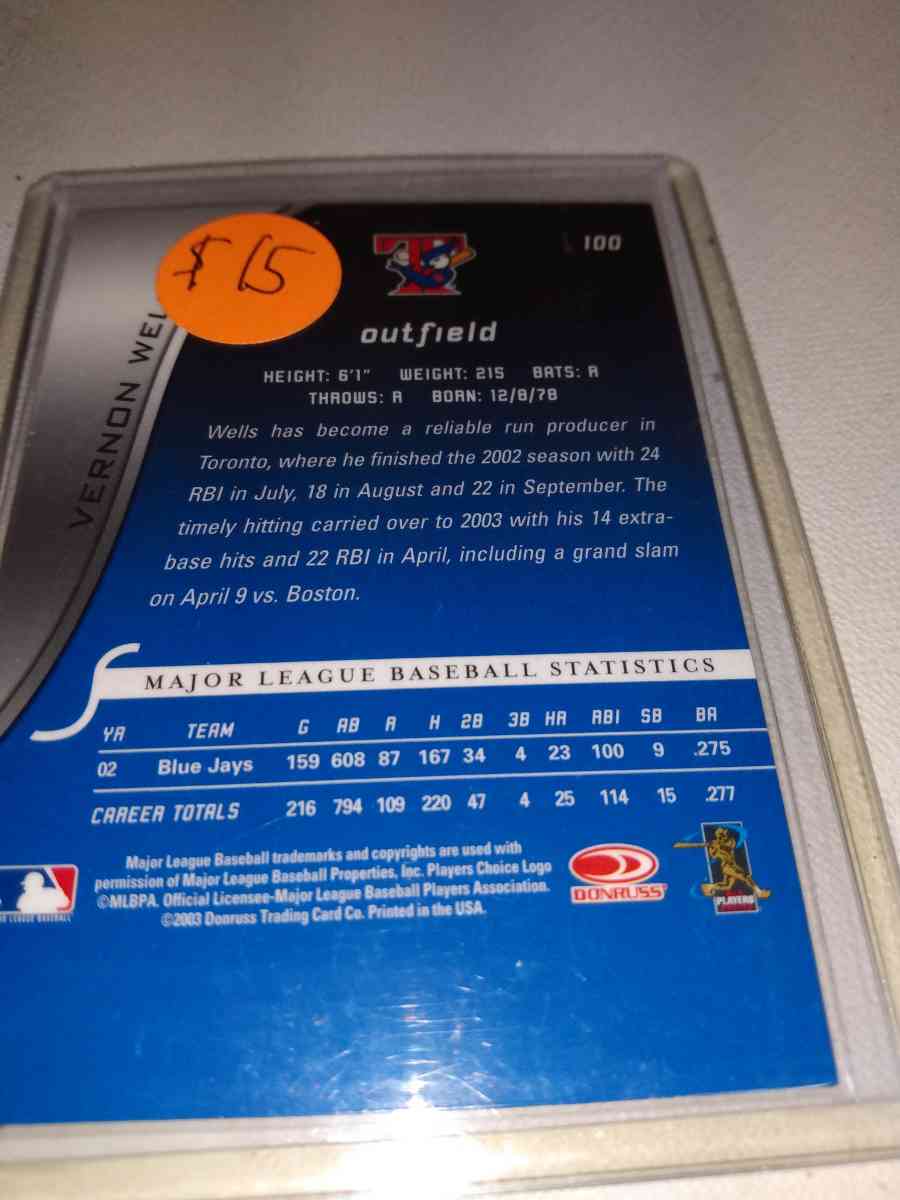 $15
100
VERNON WEL
outfield
HEIGHT: 6'1" WEIGHT: 215 BATS: R
THROWS: R BORN: 12/8/78
Wells has become a reliable run producer in
Toronto, where he finished the 2002 season with 24
RBI in July, 18 in August and 22 in September. The
timely hitting carried over to 2003 with his 14 extra-
base hits and 22 RBI in April, including a grand slam
on April 9 vs. Boston.
MAJOR LEAGUE BASEBALL STATISTICS
YR TEAM G AB R H 2B 3B HR RBI SB BA
02 Blue Jays 159 608 87 167 34 4 23 100 9 .275
CAREER TOTALS 216 794 109 220 47 4 25 114 15 .277
Major League Baseball trademarks and copyrights are used with
permission of Major League Baseball Properties, Inc. Players Choice Logo
©MLBPA. Official Licensee-Major League Baseball Players Association.
©2003 Donruss Trading Card Co. Printed in the USA.
DONRUSS
PLAYERS